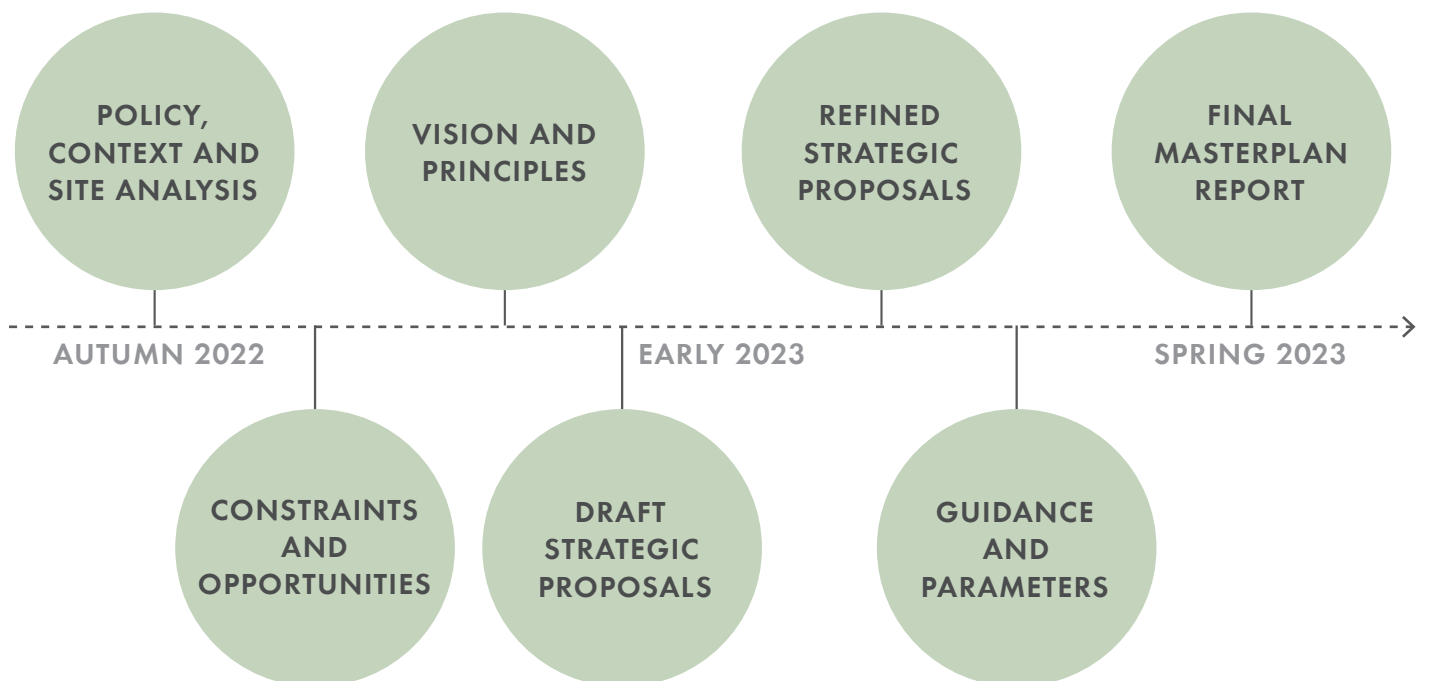 POLICY,
CONTEXT AND
SITE ANALYSIS
VISION AND
PRINCIPLES
REFINED
STRATEGIC
PROPOSALS
FINAL
MASTERPLAN
REPORT
AUTUMN 2022
EARLY 2023
SPRING 2023
CONSTRAINTS
AND
OPPORTUNITIES
DRAFT
STRATEGIC
PROPOSALS
GUIDANCE
AND
PARAMETERS